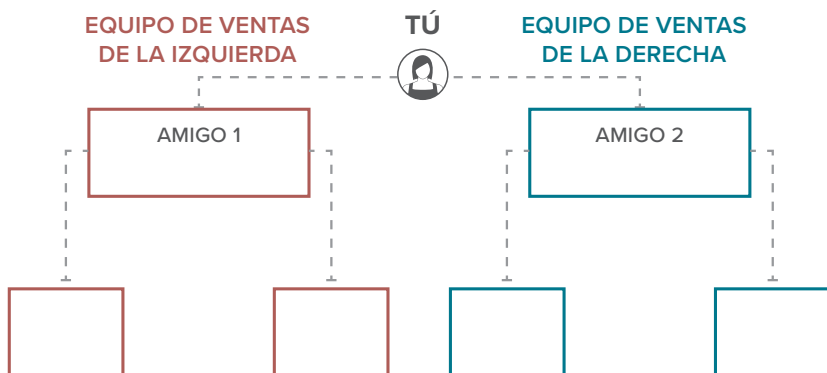 EQUIPO DE VENTAS
DE LA IZQUIERDA
TÚ
EQUIPO DE VENTAS
DE LA DERECHA
AMIGO 1
AMIGO 2